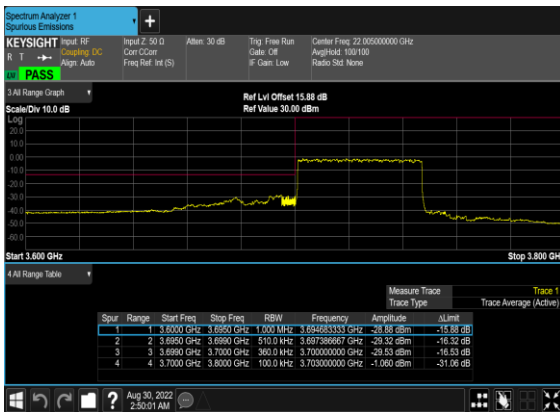 Spectrum Analyzer 1
Spurious Emissions
KEYSIGHT Input: RF Input Z: 50 Ω Atten: 30 dB Trig: Free Run Center Freq: 22.005000000 GHz
R T Coupling: DC Corr CCorr Gate: Off Avg|Hold: 100/100
Align: Auto Freq Ref: Int (S) IF Gain: Low Radio Std: None
LV PASS
3 All Range Graph
Ref Lvl Offset 15.88 dB
Scale/Div 10.0 dB Ref Value 30.00 dBm
Log
20.0
10.0
0.00
-10.0
-20.0
-30.0
-40.0
-50.0
-60.0
Start 3.600 GHz Stop 3.800 GH
4 All Range Table
Measure Trace Trace 1
Trace Type Trace Average (Active)
Spur Range Start Freq Stop Freq RBW Frequency Amplitude ΔLimit
1 1 3.6000 GHz 3.6950 GHz 1.000 MHz 3.694683333 GHz -28.88 dBm -15.88 dB
2 2 3.6950 GHz 3.6990 GHz 510.0 kHz 3.697386667 GHz -29.32 dBm -16.32 dB
3 3 3.6990 GHz 3.7000 GHz 360.0 kHz 3.700000000 GHz -29.53 dBm -16.53 dB
4 4 3.7000 GHz 3.8000 GHz 100.0 kHz 3.703000000 GHz -1.060 dBm -31.06 dB
Aug 30, 2022
2:50:01 AM